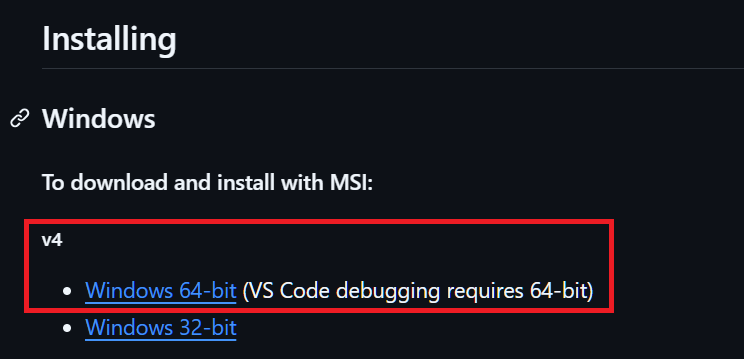 Installing
Windows
To download and install with MSI:
v4
• Windows 64-bit (VS Code debugging requires 64-bit)
• Windows 32-bit